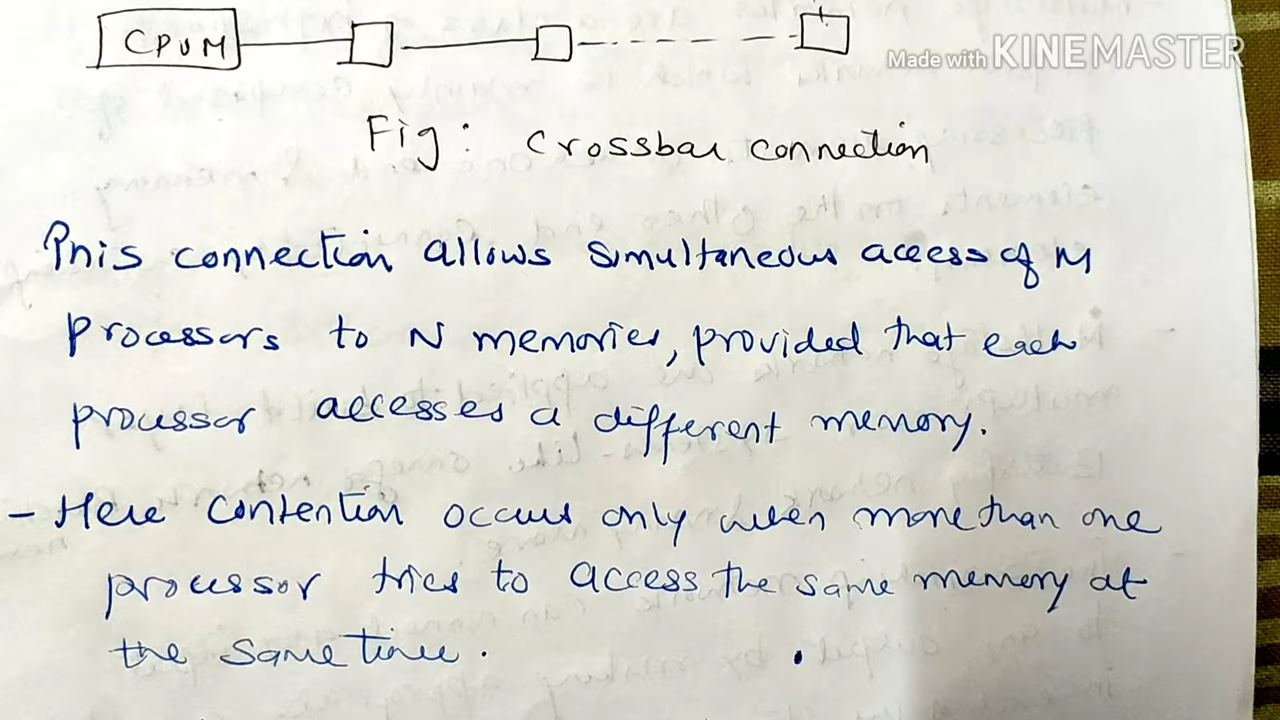 CPU M
Made with KINEMASTER
Fig: Crossbar connection
This connection allows simultaneous access of M
processors to N memories, provided that each
processor accesses a different memory.
- Here contention occurs only when more than one
processor tries to access the same memory at
the same time.